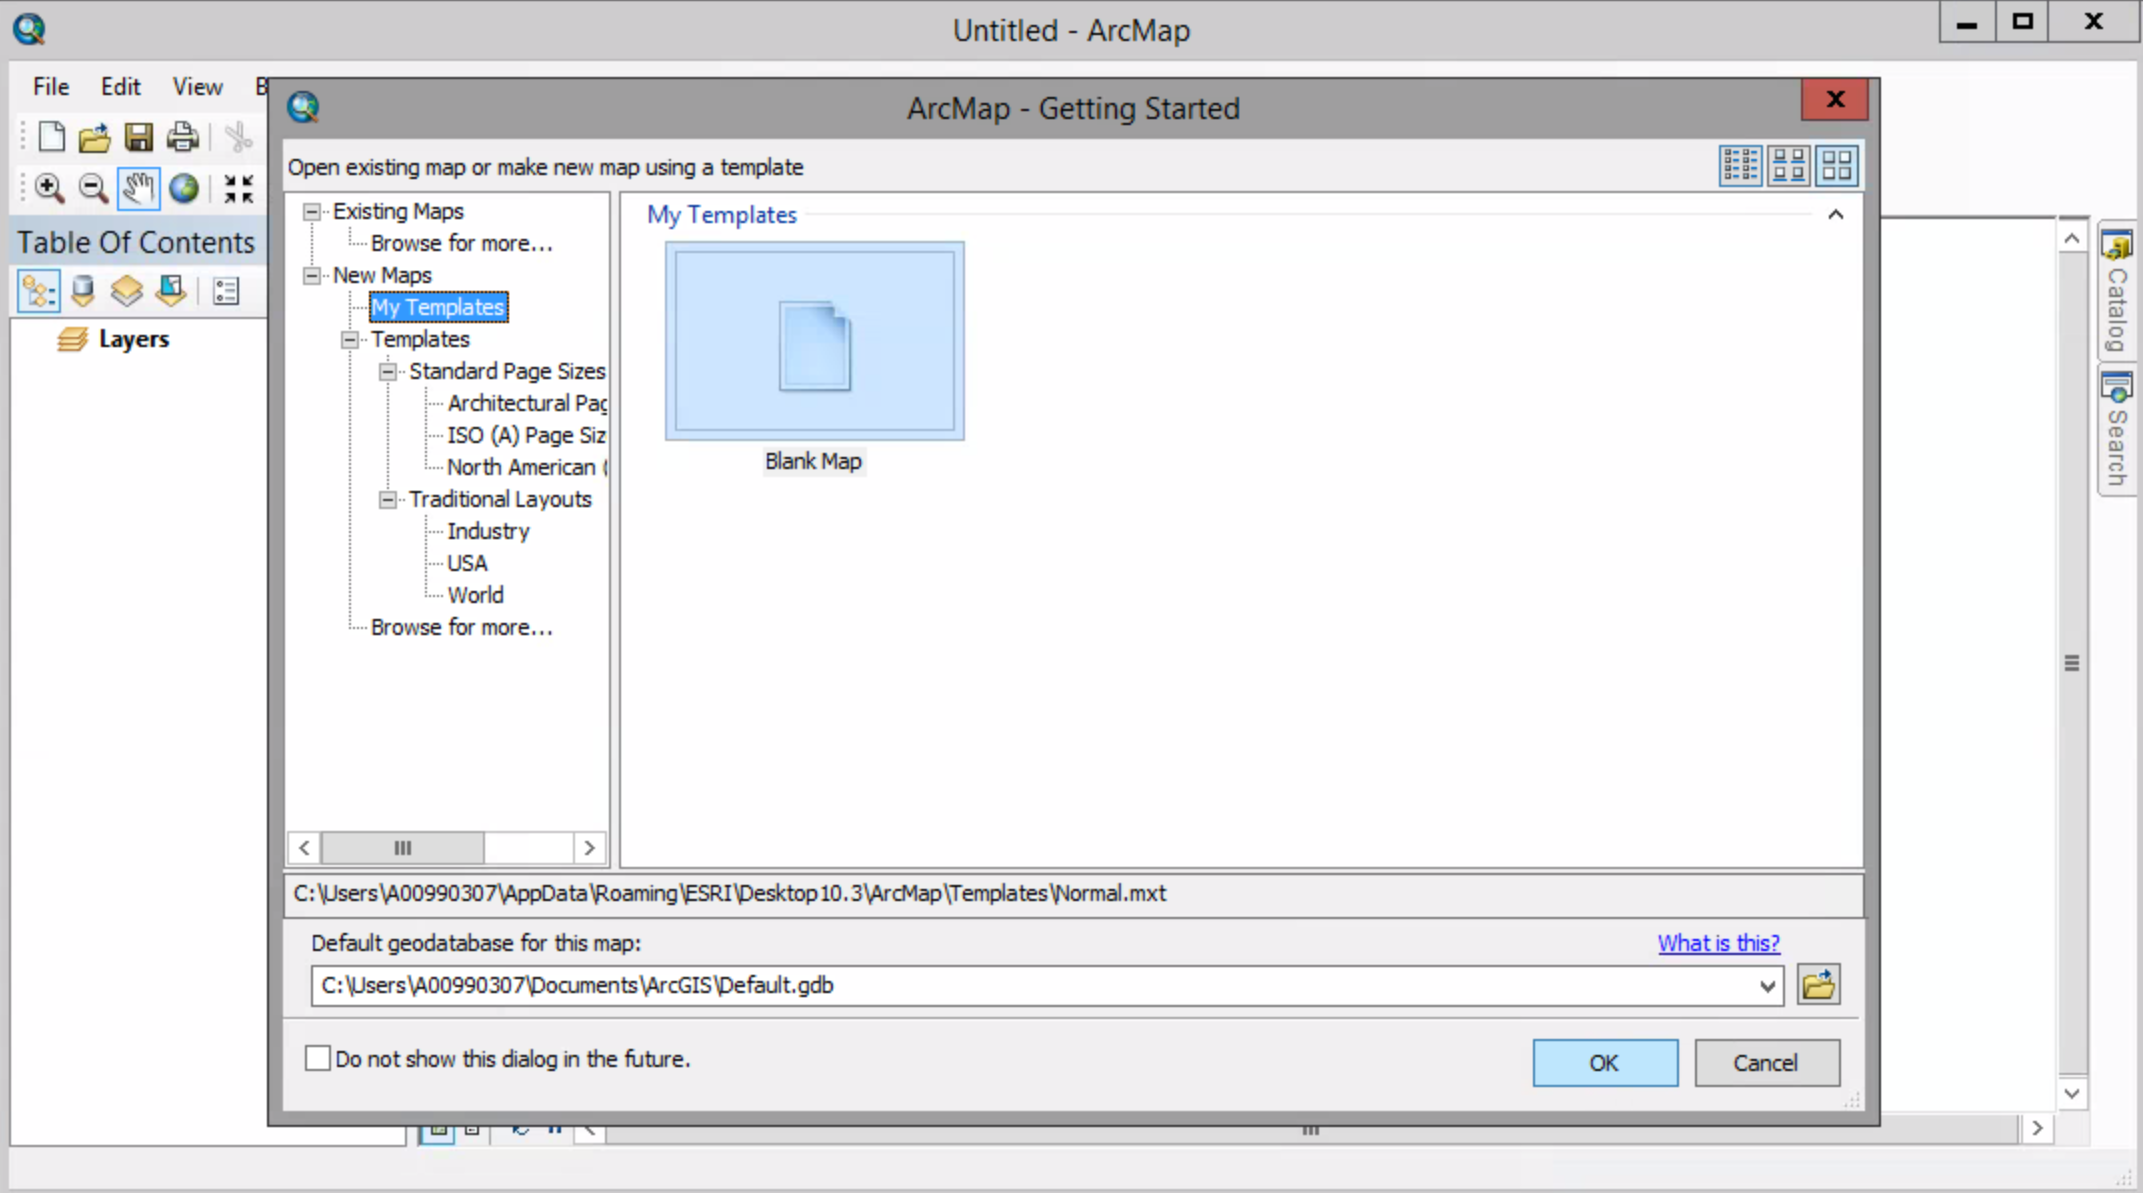 Untitled - ArcMap
File Edit View
ArcMap - Getting Started
Open existing map or make new map using a template
Table Of Contents
Layers
Existing Maps
Browse for more...
New Maps
My Templates
Templates
Standard Page Sizes
Architectural Pag
ISO (A) Page Siz
North American (
Traditional Layouts
Industry
USA
World
Browse for more...
My Templates
Blank Map
Catalog
Search
C:\Users\A00990307\AppData\Roaming\ESRI\Desktop10.3\ArcMap\Templates\Normal.mxt
Default geodatabase for this map:
What is this?
C:\Users\A00990307\Documents\ArcGIS\Default.gdb
Do not show this dialog in the future.
OK
Cancel